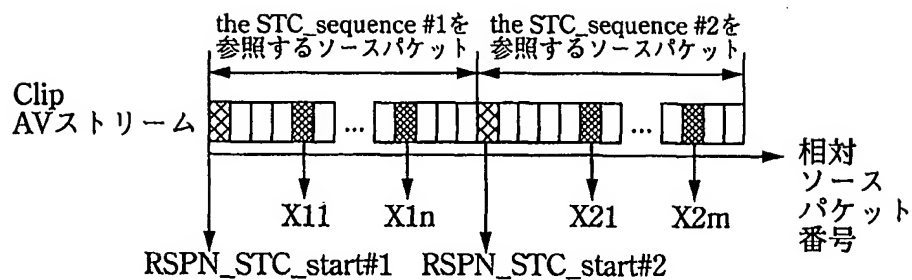 the STC_sequence #1を
参照するソースパケット
the STC_sequence #2を
参照するソースパケット
Clip
AVストリーム
...
...
X11
X1n
X21
X2m
相対
ソース
パケット
番号
RSPN_STC_start#1
RSPN_STC_start#2